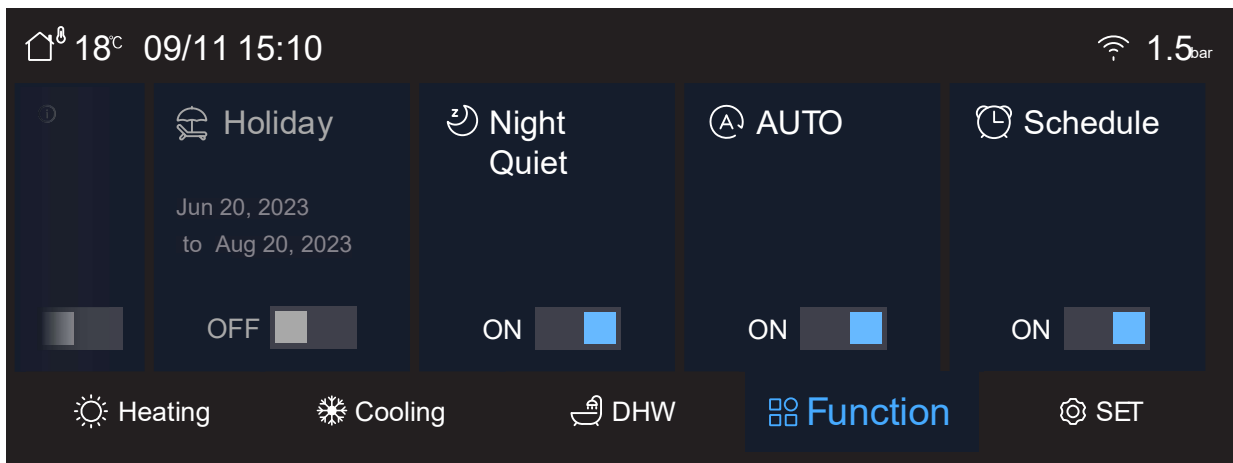 18°C 09/11 15:10 1.5bar
Holiday Night AUTO Schedule
Quiet
Jun 20, 2023
to Aug 20, 2023
OFF ON ON ON
Heating Cooling DHW Function SET